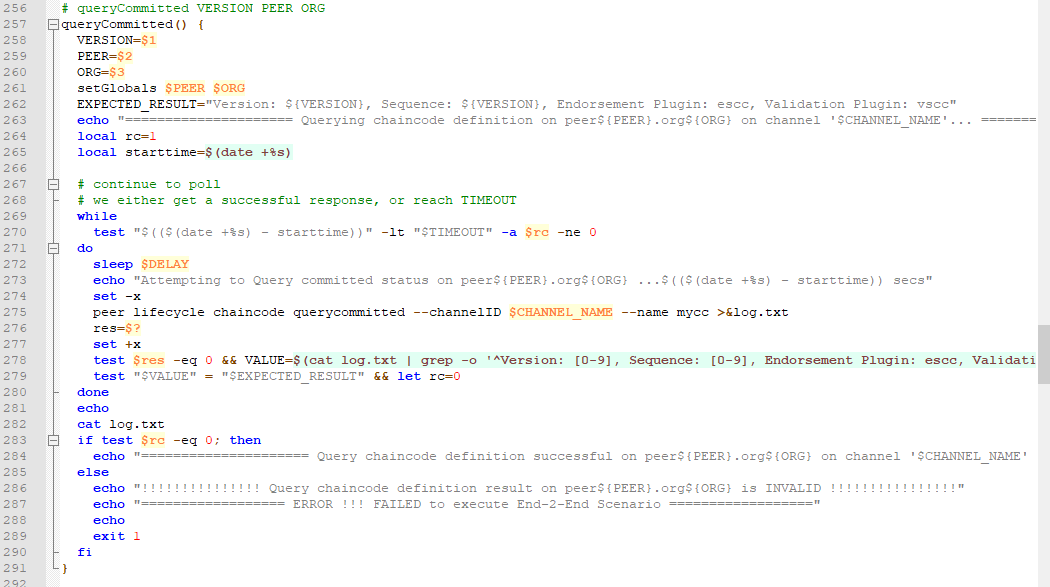 256 # queryCommitted VERSION PEER ORG
257 queryCommitted() {
258 VERSION=$1
259 PEER=$2
260 ORG=$3
261 setGlobals $PEER $ORG
262 EXPECTED_RESULT="Version: ${VERSION}, Sequence: ${VERSION}, Endorsement Plugin: escc, Validation Plugin: vscc"
263 echo "===================== Querying chaincode definition on peer${PEER}.org${ORG} on channel '$CHANNEL_NAME'... =======
264 local rc=1
265 local starttime=$(date +%s)
266
267 # continue to poll
268 # we either get a successful response, or reach TIMEOUT
269 while
270 test "$(($(date +%s) - starttime))" -lt "$TIMEOUT" -a $rc -ne 0
271 do
272 sleep $DELAY
273 echo "Attempting to Query committed status on peer${PEER}.org${ORG} ...$(($(date +%s) - starttime)) secs"
274 set -x
275 peer lifecycle chaincode querycommitted --channelID $CHANNEL_NAME --name mycc >&log.txt
276 res=$?
277 set +x
278 test $res -eq 0 && VALUE=$(cat log.txt | grep -o '^Version: [0-9], Sequence: [0-9], Endorsement Plugin: escc, Validati
279 test "$VALUE" = "$EXPECTED_RESULT" && let rc=0
280 done
281 echo
282 cat log.txt
283 if test $rc -eq 0; then
284 echo "===================== Query chaincode definition successful on peer${PEER}.org${ORG} on channel '$CHANNEL_NAME'
285 else
286 echo "!!!!!!!!!!!!!!! Query chaincode definition result on peer${PEER}.org${ORG} is INVALID !!!!!!!!!!!!!!!!"
287 echo "================== ERROR !!! FAILED to execute End-2-End Scenario =================="
288 echo
289 exit 1
290 fi
291 }
292